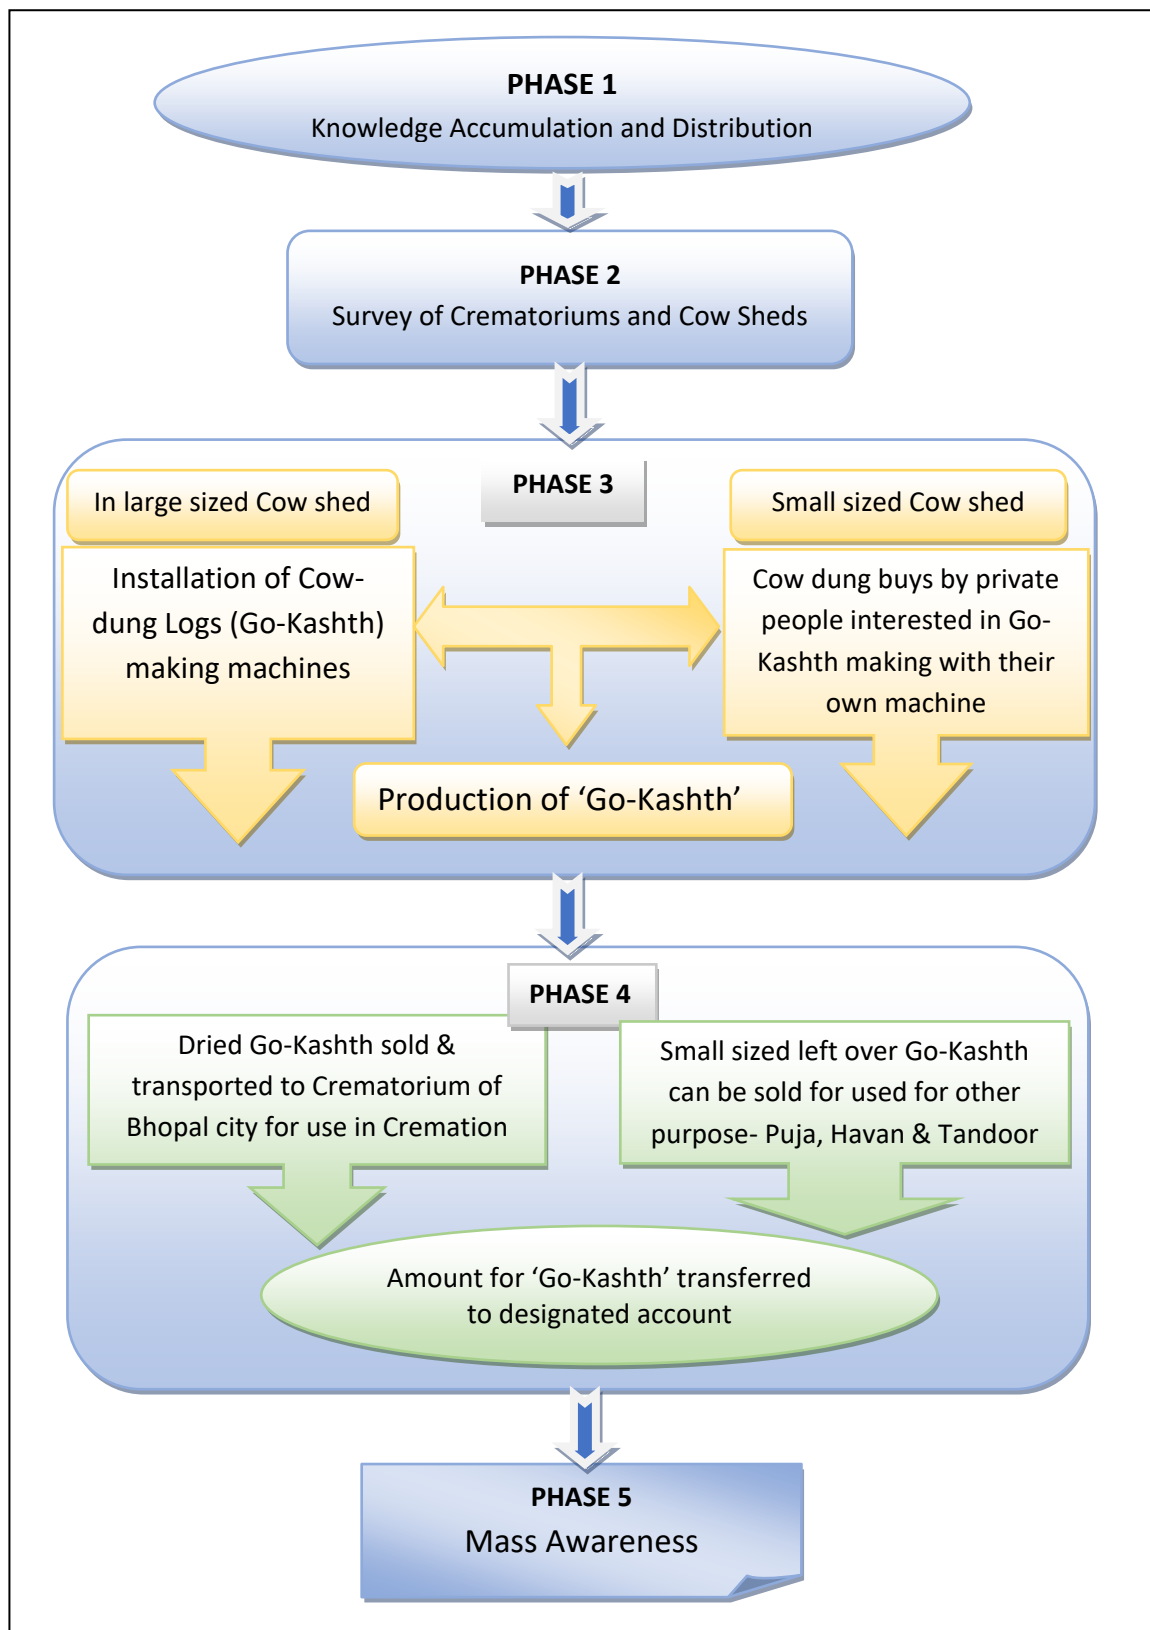 PHASE 1
Knowledge Accumulation and Distribution
PHASE 2
Survey of Crematoriums and Cow Sheds
PHASE 3
In large sized Cow shed
Installation of Cow-
dung Logs (Go-Kashth)
making machines
Small sized Cow shed
Cow dung buys by private
people interested in Go-
Kashth making with their
own machine
Production of ‘Go-Kashth’
PHASE 4
Dried Go-Kashth sold &
transported to Crematorium of
Bhopal city for use in Cremation
Small sized left over Go-Kashth
can be sold for used for other
purpose- Puja, Havan & Tandoor
Amount for ‘Go-Kashth’ transferred
to designated account
PHASE 5
Mass Awareness